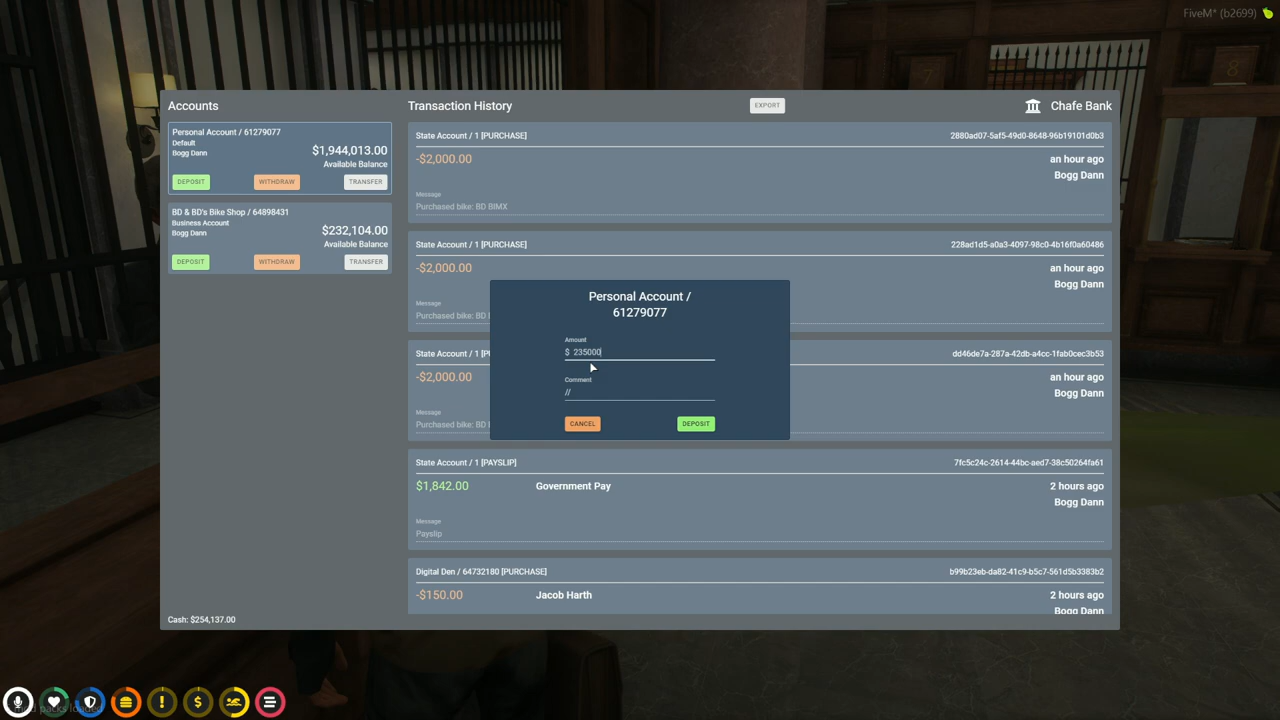 FiveM* (b2699)
Accounts
Transaction History
EXPORT
Chafe Bank
Personal Account / 61279077
Default
Bogg Dann
$1,944,013.00
Available Balance
DEPOSIT
WITHDRAW
TRANSFER
BD & BD's Bike Shop / 64898431
Business Account
Bogg Dann
$232,104.00
Available Balance
DEPOSIT
WITHDRAW
TRANSFER
State Account / 1 [PURCHASE]
2880ad07-5af5-49d0-8648-96b19101d0b3
-$2,000.00
an hour ago
Bogg Dann
Message
Purchased bike: BD BIMX
State Account / 1 [PURCHASE]
228ad1d5-a0a3-4097-98c0-4b16f0a60486
-$2,000.00
an hour ago
Bogg Dann
Message
Purchased bike: BD
State Account / 1 [PU
dd46de7a-287a-42db-a4cc-1fab0cec3b53
-$2,000.00
an hour ago
Bogg Dann
Message
Purchased bike: BD
Personal Account /
61279077
Amount
$ 235000
Comment
//
CANCEL
DEPOSIT
State Account / 1 [PAYSLIP]
7fc5c24c-2614-44bc-aed7-38c50264fa61
$1,842.00
Government Pay
2 hours ago
Bogg Dann
Message
Payslip
Digital Den / 64732180 [PURCHASE]
b99b23eb-da82-41c9-b5c7-561d5b3383b2
-$150.00
Jacob Harth
2 hours ago
Bogg Dann
Cash: $254,137.00
7
8